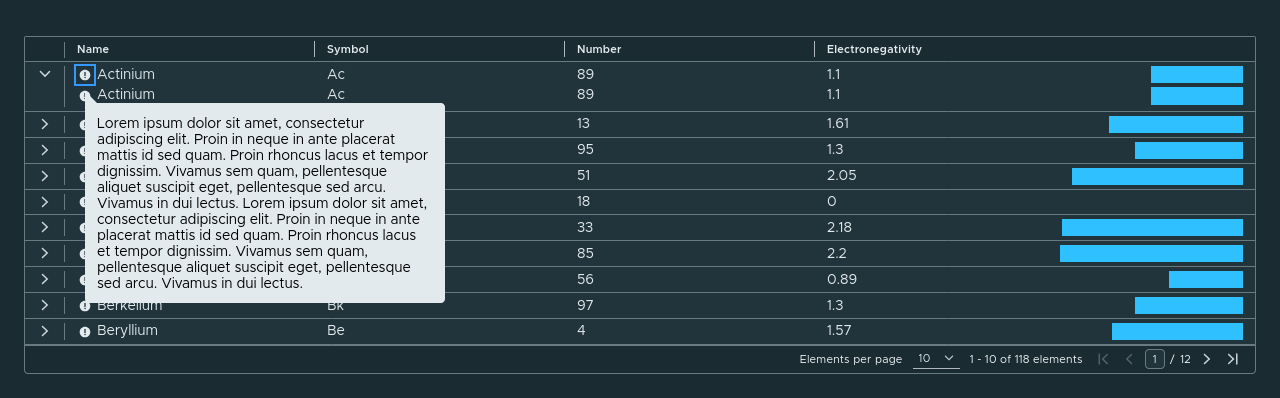 Name Symbol Number Electronegativity
Actinium Ac 89 1.1
Actinium Ac 89 1.1
Lorem ipsum dolor sit amet, consectetur
adipiscing elit. Proin in neque in ante placerat
mattis id sed quam. Proin rhoncus lacus et tempor
dignissim. Vivamus sem quam, pellentesque
aliquet suscipit eget, pellentesque sed arcu.
Vivamus in dui lectus. Lorem ipsum dolor sit amet,
consectetur adipiscing elit. Proin in neque in ante
placerat mattis id sed quam. Proin rhoncus lacus
et tempor dignissim. Vivamus sem quam,
pellentesque aliquet suscipit eget, pellentesque
sed arcu. Vivamus in dui lectus.
13 1.61
95 1.3
51 2.05
18 0
33 2.18
85 2.2
56 0.89
Berkelium Bk 97 1.3
Beryllium Be 4 1.57
Elements per page 10 1 - 10 of 118 elements 1 / 12